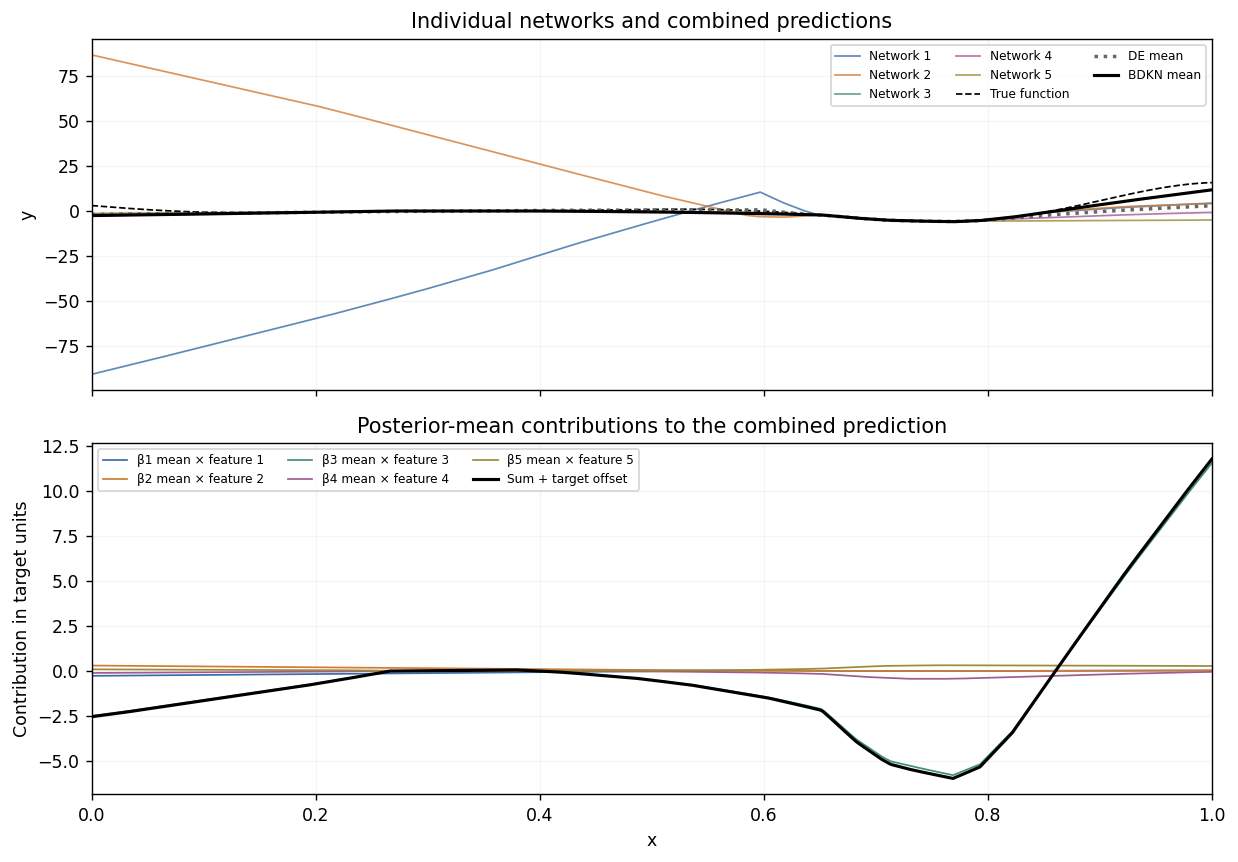 Individual networks and combined predictions
75
50
25
0
−25
−50
−75
y
Network 1
Network 2
Network 3
Network 4
Network 5
True function
DE mean
BDKN mean
Posterior-mean contributions to the combined prediction
12.5
10.0
7.5
5.0
2.5
0.0
−2.5
−5.0
Contribution in target units
β1 mean × feature 1
β2 mean × feature 2
β3 mean × feature 3
β4 mean × feature 4
β5 mean × feature 5
Sum + target offset
0.0 0.2 0.4 0.6 0.8 1.0
x